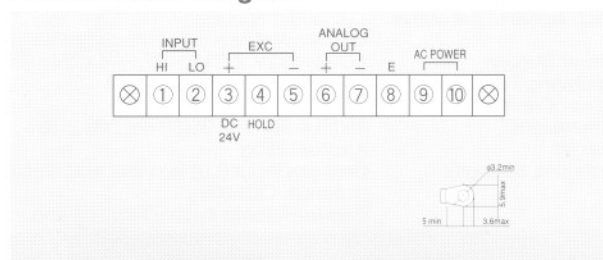 INPUT EXC ANALOG OUT AC POWER
HI LO + − + − E
① ② ③ ④ ⑤ ⑥ ⑦ ⑧ ⑨ ⑩
DC 24V HOLD
φ3.2min
5.9max
5 min 3.6max